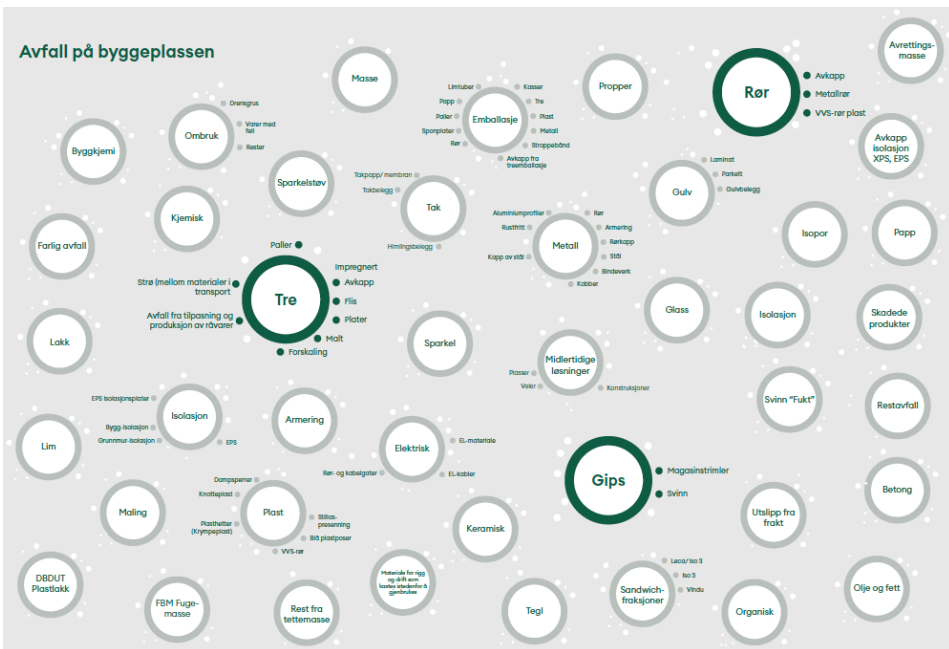 Avfall på byggeplassen
Masse
Propper
Rør
Avkapp
Metallrør
VVS-rør plast
Avrettings-
masse
Byggkjemi
Ombruk
Drensgrus
Varer med
feil
Rester
Sparkelstøv
Emballasje
Limtuber
Papp
Paller
Sponplater
Rør
Kasser
Tre
Plast
Metall
Stroppebånd
Avkapp fra
treemballasje
Gulv
Laminat
Parkett
Gulvbelegg
Avkapp
isolasjon
XPS, EPS
Farlig avfall
Kjemisk
Tak
Takpapp/ membran
Takbelegg
Himlingsbelegg
Metall
Aluminiumprofiler
Rustfritt
Kapp av stål
Rør
Armering
Rørkapp
Stål
Bindeverk
Kobber
Isopor
Papp
Tre
Paller
Strø (mellom materialer i
transport
Avfall fra tilpasning og
produksjon av råvarer
Forskaling
Impregnert
Avkapp
Flis
Plater
Malt
Lakk
Sparkel
Midlertidige
løsninger
Plasser
Veier
Konstruksjoner
Glass
Isolasjon
Skadede
produkter
Lim
Isolasjon
EPS Isolasjonsplater
Bygg-Isolasjon
Grunnmur-Isolasjon
EPS
Armering
Elektrisk
EL-materiale
EL-kabler
Rør- og kabelgater
Svinn “Fukt”
Restavfall
Gips
Magasinstrimler
Svinn
Maling
Plast
Dampsperrer
Knotteplast
Plasthetter
(Krympeplast)
Stillas-
presenning
Blå plastposer
VVS-rør
Keramisk
Utslipp fra
frakt
Betong
DBDUT
Plastlakk
FBM Fuge-
masse
Rest fra
tettemasse
Materiale for rigg
og drift som
kastes istedenfor å
gjenbrukes
Tegl
Sandwich-
fraksjoner
Leca/ Iso 3
Iso 3
Vindu
Organisk
Olje og fett